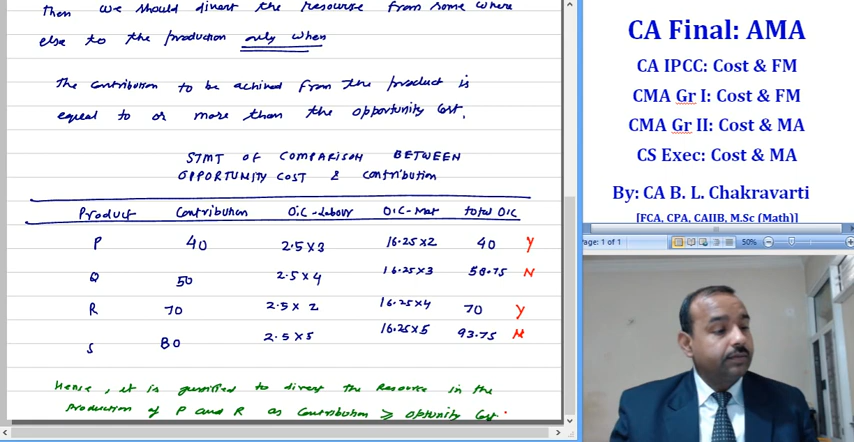 then we should divert the resourse from some where
else to the production only when
The contribution to be achined from the product is
equal to or more than the opportunity cost.
STMT OF COMPARISON BETWEEN
OPPORTUNITY COST & contribution
Product Contribution O.C-Labour O.C-Mat total O/C
P 40 2.5 X 3 16.25 X 2 40 Y
Q 50 2.5 X 4 16.25 X 3 58.75 N
R 70 2.5 X 2 16.25 X 4 70 Y
S 80 2.5 X 5 16.25 X 5 93.75 N
Hense, it is justified to divert the Resource in the
production of P and R as contribution ≥ optunity cost.
CA Final: AMA
CA IPCC: Cost & FM
CMA Gr I: Cost & FM
CMA Gr II: Cost & MA
CS Exec: Cost & MA
By: CA B. L. Chakravarti
[FCA, CPA, CAIIB, M.Sc (Math)]
age: 1 of 1 50%